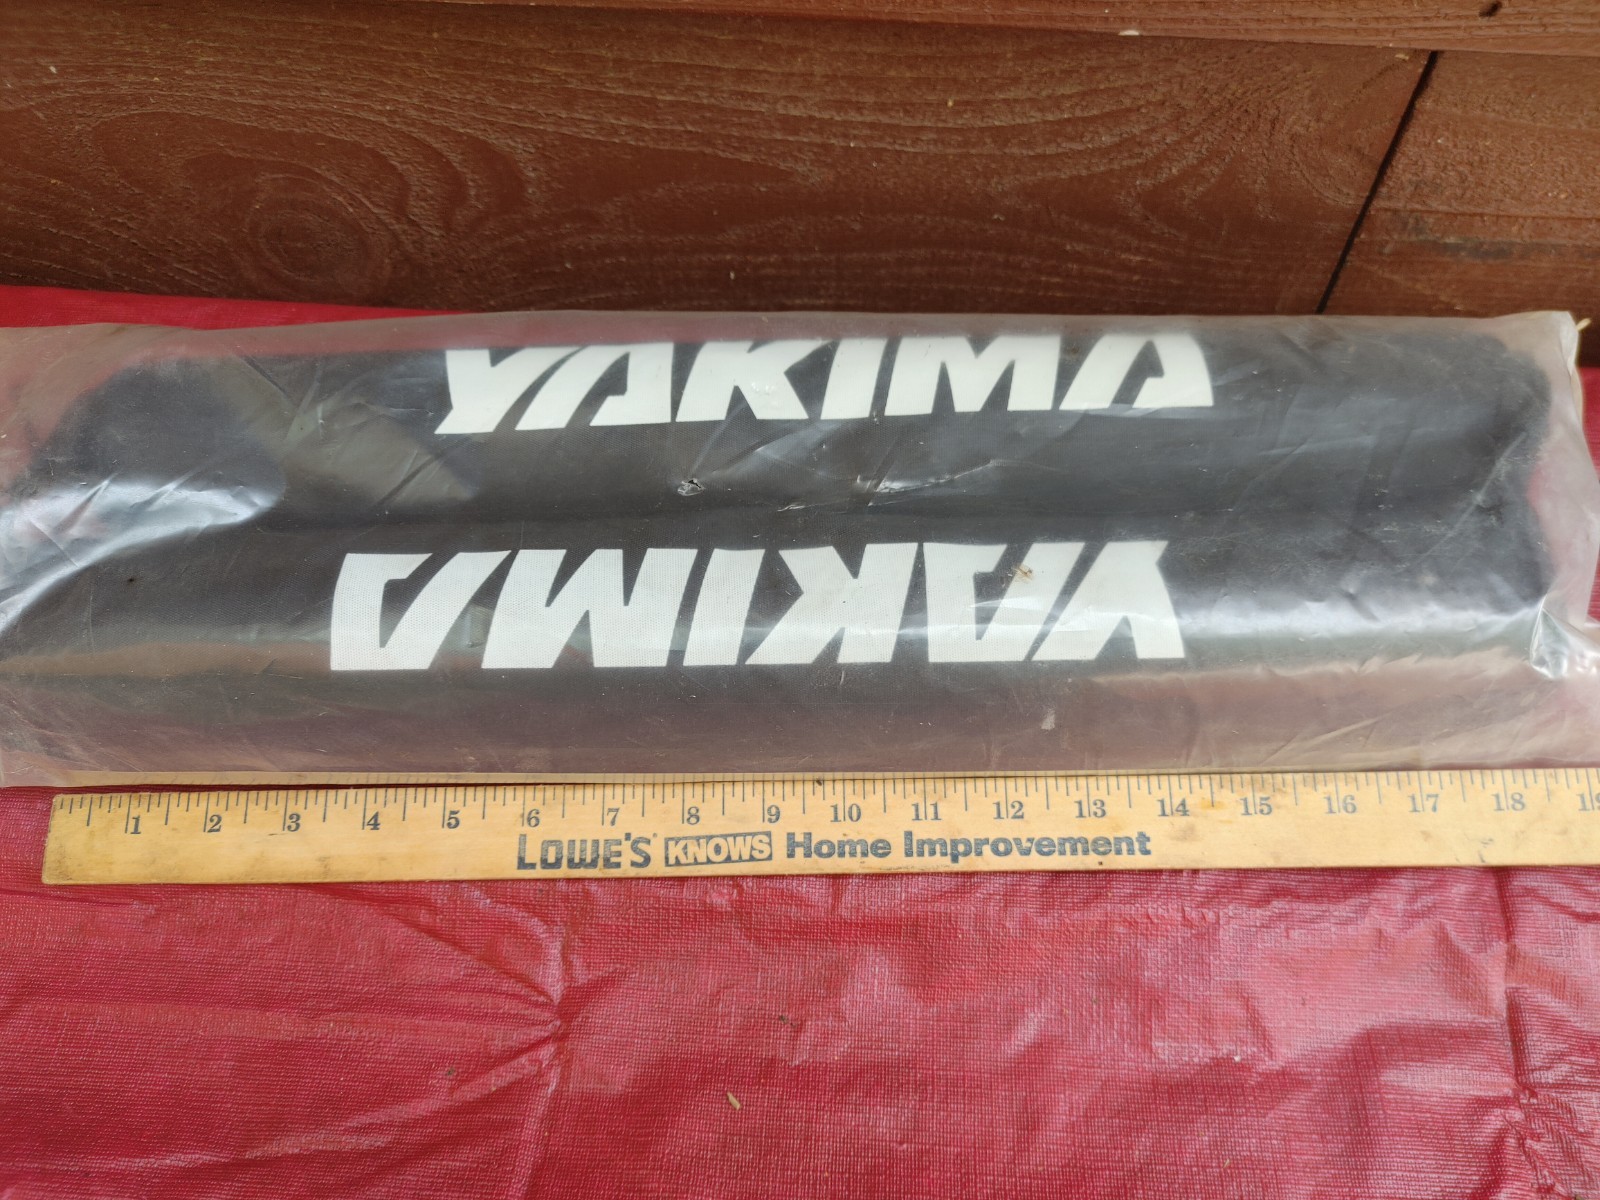 YAKIMA
YAKIMA
1 2 3 4 5 6 7 8 9 10 11 12 13 14 15 16 17 18 19
LOWE'S KNOWS Home Improvement